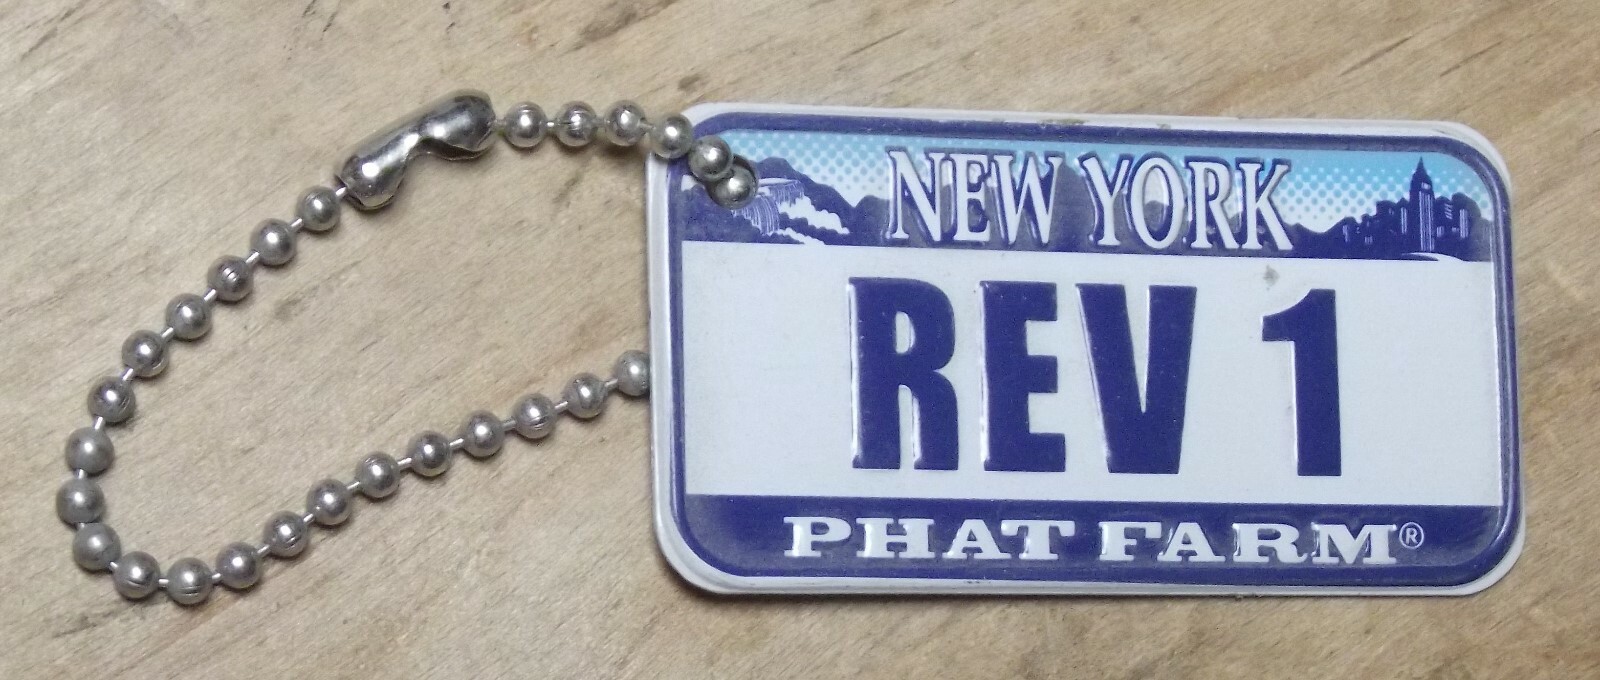 NEW YORK
REV 1
PHAT FARM®